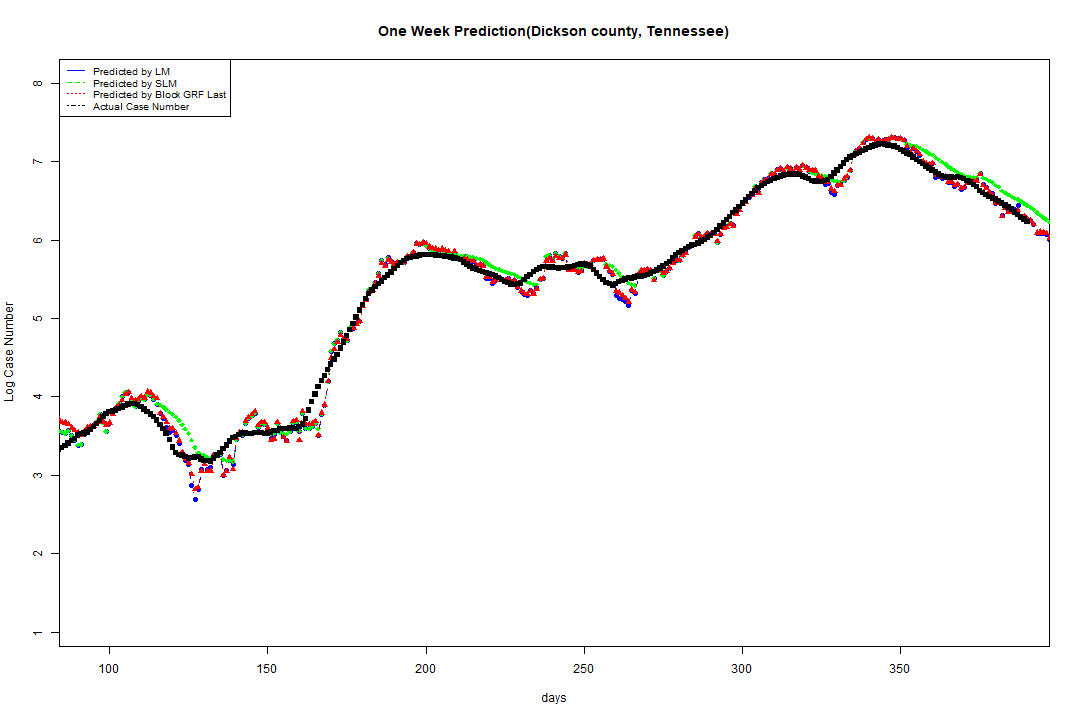 One Week Prediction(Dickson county, Tennessee)
Predicted by LM
Predicted by SLM
Predicted by Block GRF Last
Actual Case Number
8
7
6
5
4
3
2
1
Log Case Number
100 150 200 250 300 350
days